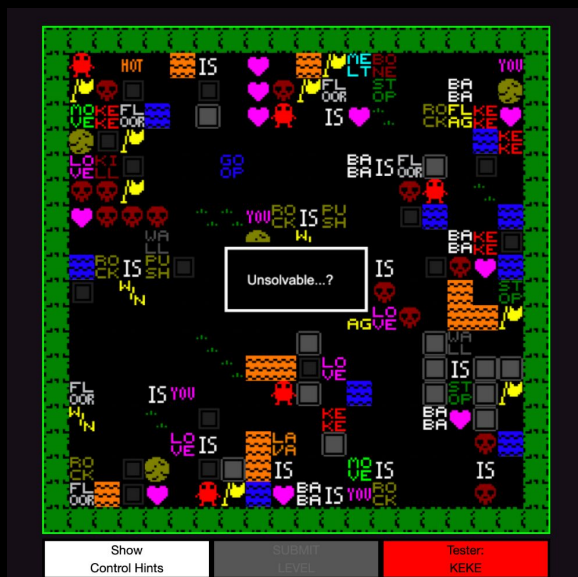 HOT IS MELT BONE YOU
FLOOR STOP BABA
MOVE KEKE FLOOR IS ROCK FLAG KEKE
KEKE
LOVE KILL GOOP BABA IS FLOOR
YOU ROCK IS PUSH
WALL WI BABA KEKE
ROCK IS PUSH IS
Unsolvable...?
WIN STOP
AG LOVE
WALL
LOVE IS
FLOOR IS YOU STOP
WIN KEKE BABA
LOVE IS LAVA
ROCK IS MOVE IS IS
FLOOR BABA IS YOU ROCK
Show
Control Hints
SUBMIT
LEVEL
Tester:
KEKE